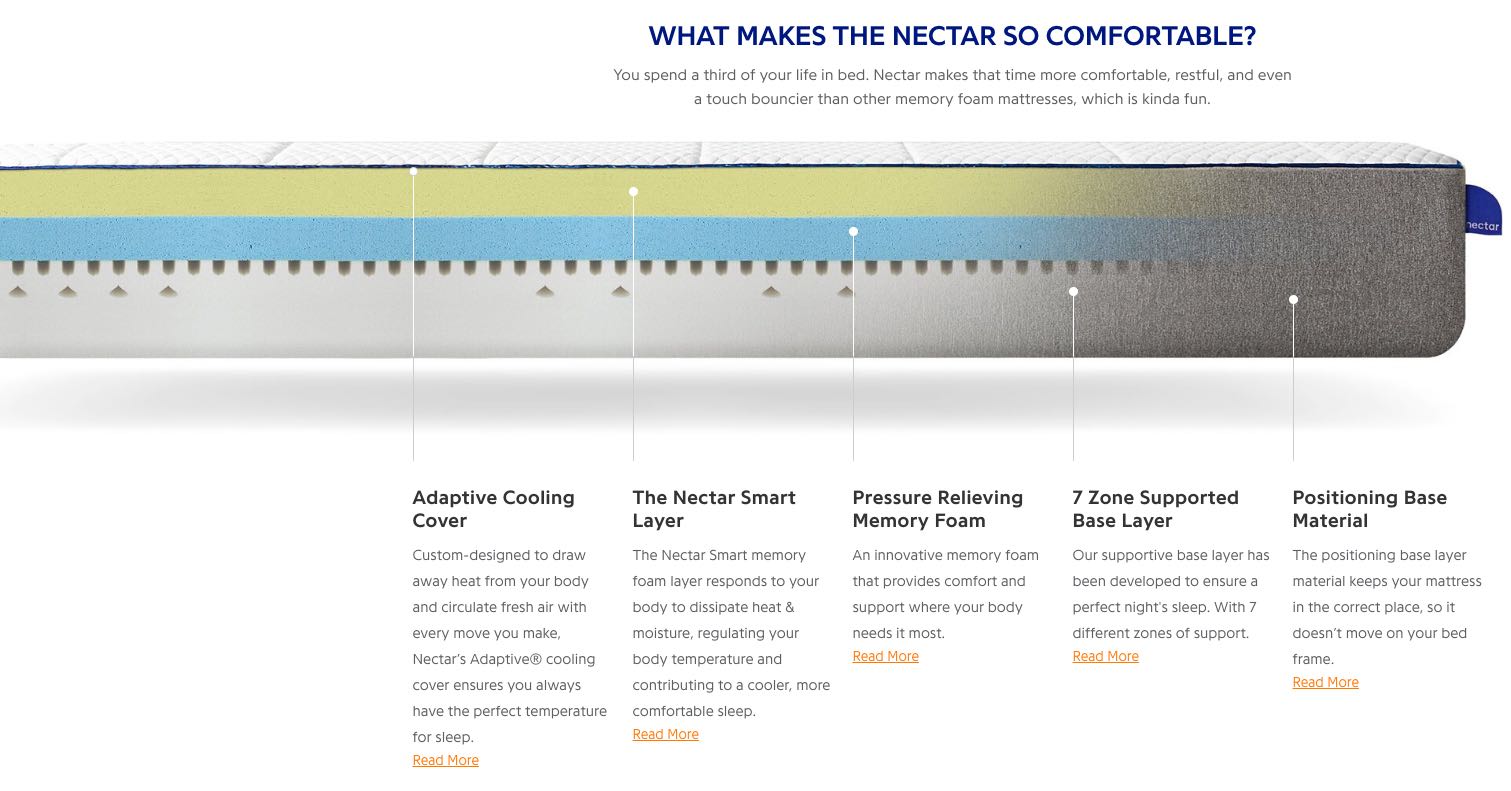 WHAT MAKES THE NECTAR SO COMFORTABLE?
You spend a third of your life in bed. Nectar makes that time more comfortable, restful, and even
a touch bouncier than other memory foam mattresses, which is kinda fun.
nectar
Adaptive Cooling
Cover
Custom-designed to draw
away heat from your body
and circulate fresh air with
every move you make,
Nectar's Adaptive® cooling
cover ensures you always
have the perfect temperature
for sleep.
Read More
The Nectar Smart
Layer
The Nectar Smart memory
foam layer responds to your
body to dissipate heat &
moisture, regulating your
body temperature and
contributing to a cooler, more
comfortable sleep.
Read More
Pressure Relieving
Memory Foam
An innovative memory foam
that provides comfort and
support where your body
needs it most.
Read More
7 Zone Supported
Base Layer
Our supportive base layer has
been developed to ensure a
perfect night's sleep. With 7
different zones of support.
Read More
Positioning Base
Material
The positioning base layer
material keeps your mattress
in the correct place, so it
doesn't move on your bed
frame.
Read More